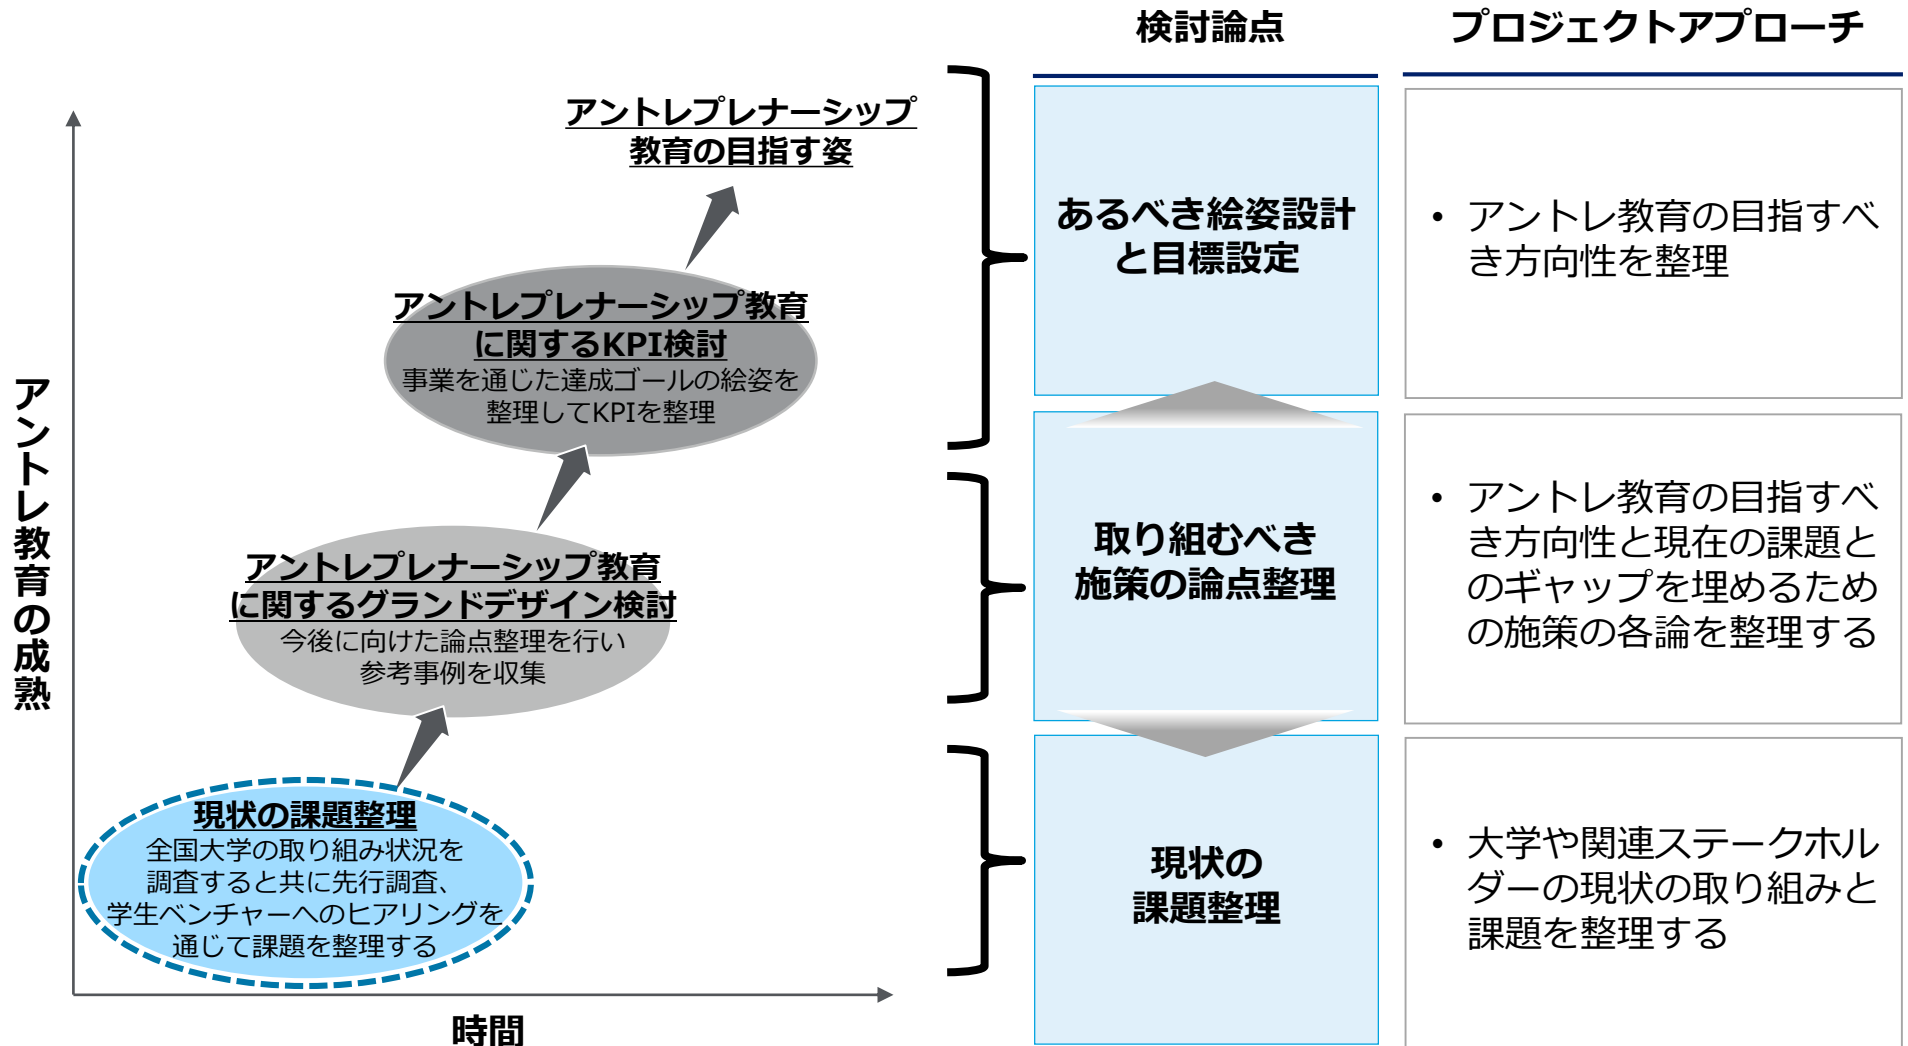 検討論点
プロジェクトアプローチ
アントレプレナーシップ
教育の目指す姿
アントレプレナーシップ教育
に関するKPI検討
事業を通じた達成ゴールの絵姿を
整理してKPIを整理
アントレプレナーシップ教育
に関するグランドデザイン検討
今後に向けた論点整理を行い
参考事例を収集
現状の課題整理
全国大学の取り組み状況を
調査すると共に先行調査、
学生ベンチャーへのヒアリングを
通じて課題を整理する
アントレ教育の成熟
時間
あるべき絵姿設計
と目標設定
• アントレ教育の目指すべ
き方向性を整理
取り組むべき
施策の論点整理
• アントレ教育の目指すべ
き方向性と現在の課題と
のギャップを埋めるため
の施策の各論を整理する
現状の
課題整理
• 大学や関連ステークホル
ダーの現状の取り組みと
課題を整理する